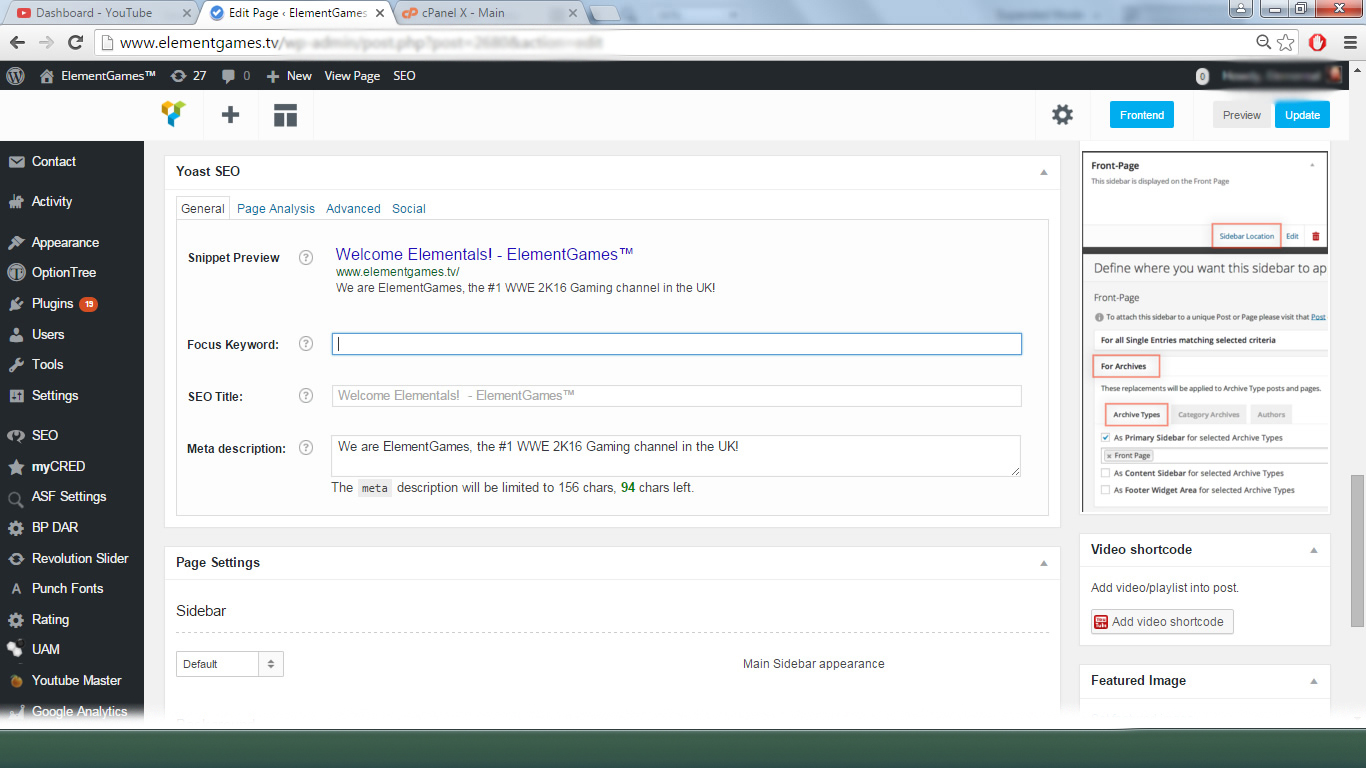 Dashboard - YouTube
Edit Page ‹ ElementGames
cPanel X - Main
www.elementgames.tv/wp-admin/post.php?post=2680&action=edit
ElementGames™ 27 0 New View Page SEO 0
Frontend Preview Update
Contact
Activity
Appearance
OptionTree
Plugins 19
Users
Tools
Settings
SEO
myCRED
ASF Settings
BP DAR
Revolution Slider
Punch Fonts
Rating
UAM
Youtube Master
Google Analytics
Yoast SEO
General Page Analysis Advanced Social
Snippet Preview ? Welcome Elementals! - ElementGames™
www.elementgames.tv/
We are ElementGames, the #1 WWE 2K16 Gaming channel in the UK!
Focus Keyword: ?
SEO Title: ? Welcome Elementals! - ElementGames™
Meta description: ? We are ElementGames, the #1 WWE 2K16 Gaming channel in the UK!
The meta description will be limited to 156 chars, 94 chars left.
Page Settings
Sidebar
Default Main Sidebar appearance
Front-Page
This sidebar is displayed on the Front Page
Sidebar Location Edit
Define where you want this sidebar to ap
Front-Page
To attach this sidebar to a unique Post or Page please visit that Post
For all Single Entries matching selected criteria
For Archives
These replacements will be applied to Archive Type posts and pages.
Archive Types Category Archives Authors
As Primary Sidebar for selected Archive Types
× Front Page
As Content Sidebar for selected Archive Types
As Footer Widget Area for selected Archive Types
Video shortcode
Add video/playlist into post.
Add video shortcode
Featured Image